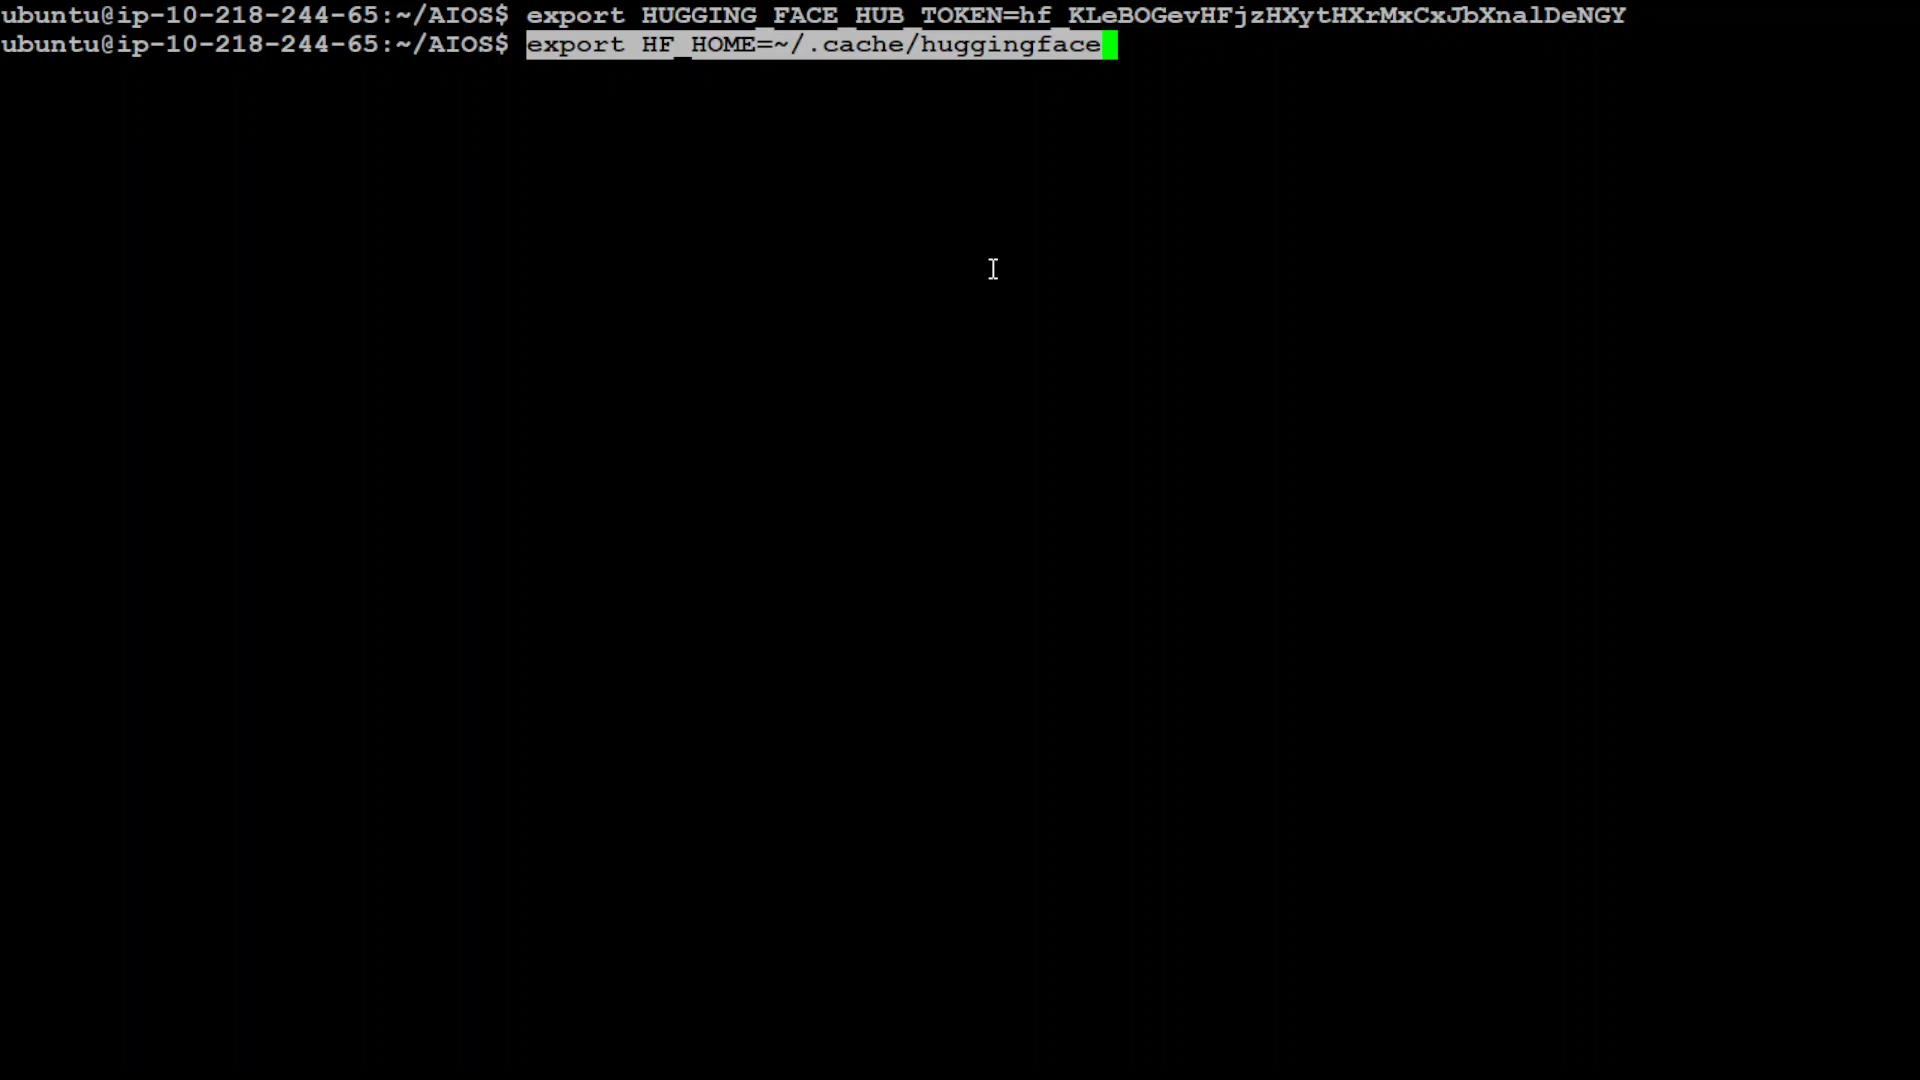 ubuntu@ip-10-218-244-65:~/AIOS$ export HUGGING_FACE_HUB_TOKEN=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
ubuntu@ip-10-218-244-65:~/AIOS$ export HF_HOME=~/.cache/huggingface